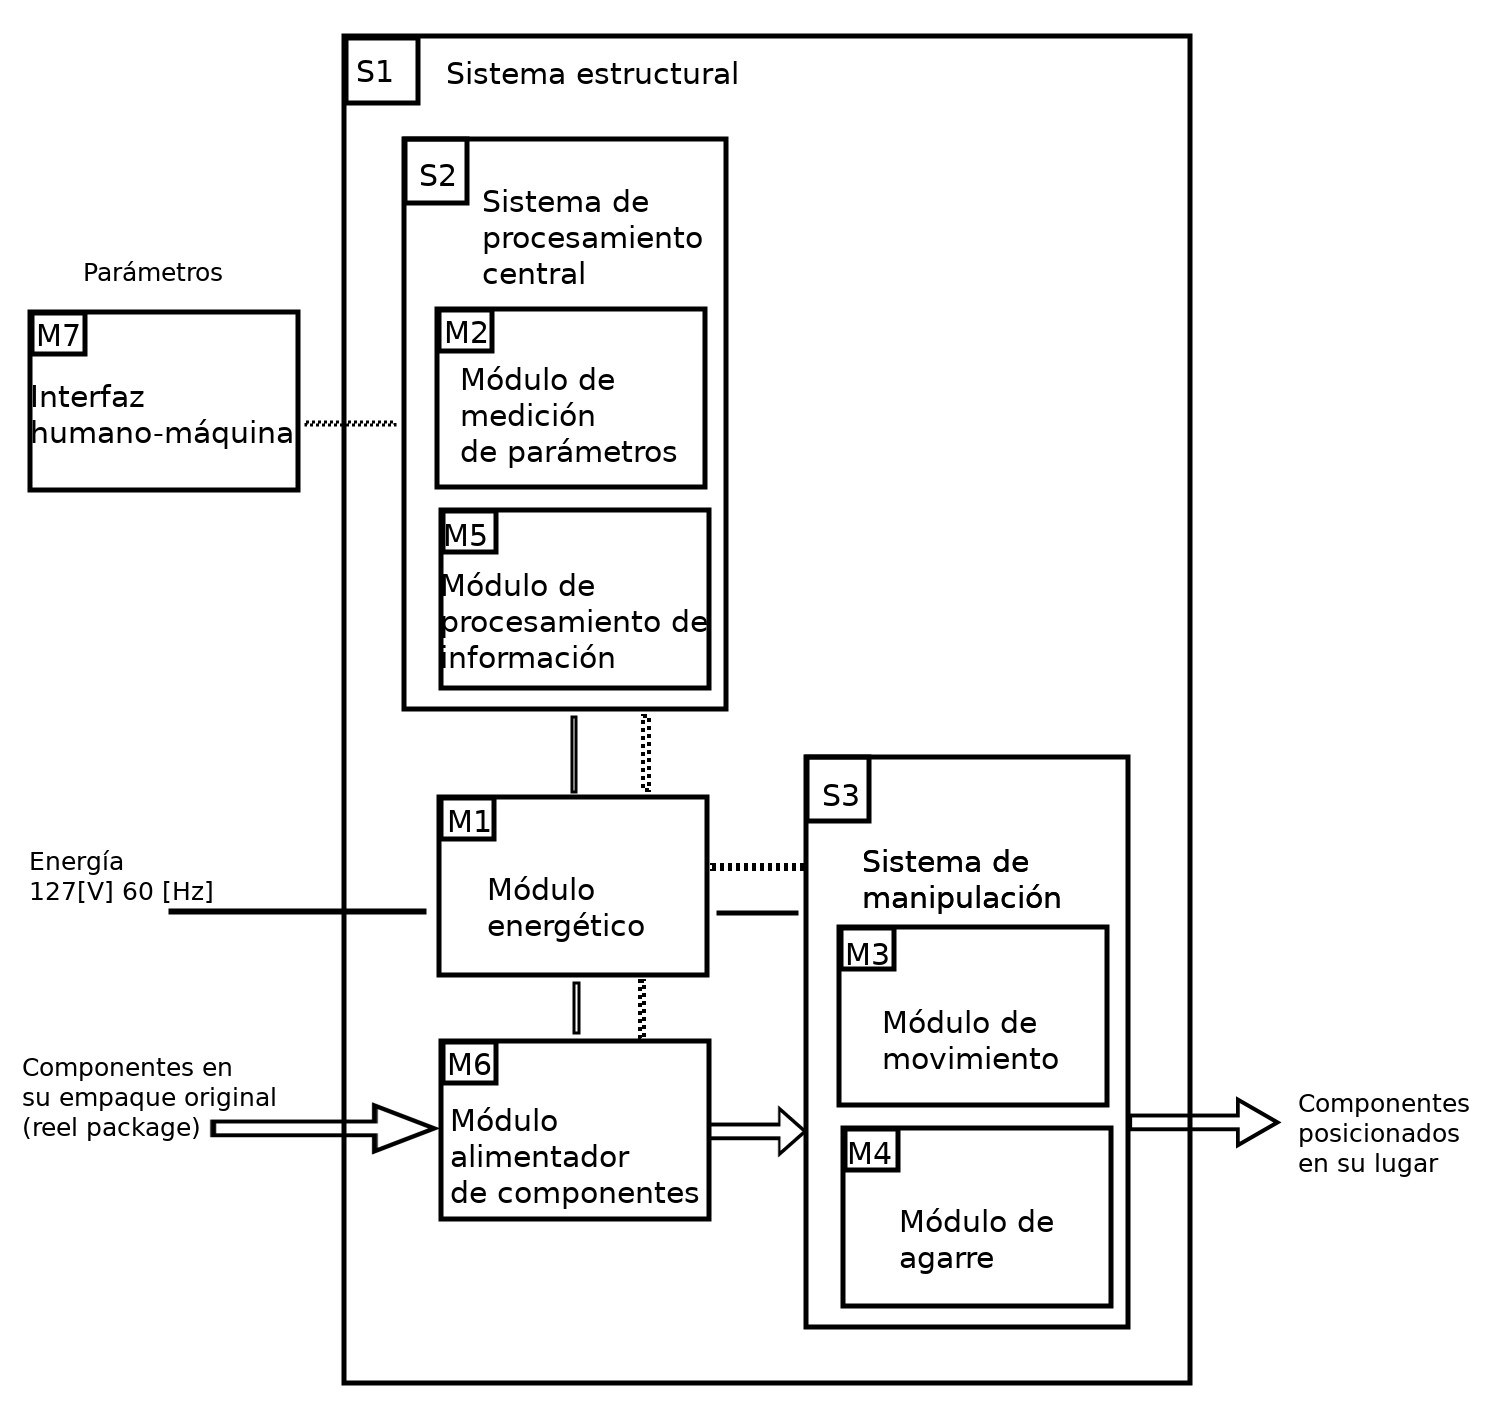 S1
Sistema estructural
S2
Sistema de
procesamiento
central
Parámetros
M7
Interfaz
humano-máquina
M2
Módulo de
medición
de parámetros
M5
Módulo de
procesamiento de
información
M1
Módulo
energético
Energía
127[V] 60 [Hz]
S3
Sistema de
manipulación
M3
Módulo de
movimiento
Componentes en
su empaque original
(reel package)
M6
Módulo
alimentador
de componentes
M4
Módulo de
agarre
Componentes
posicionados
en su lugar